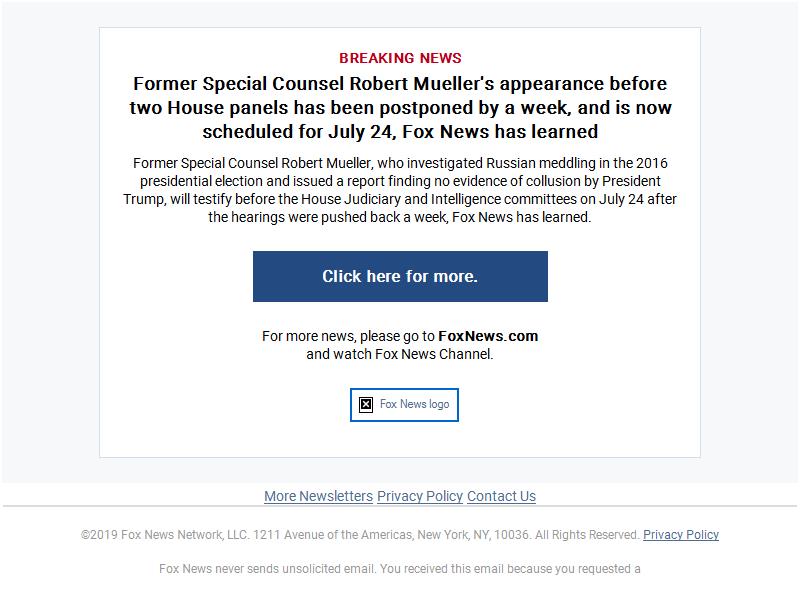 BREAKING NEWS
Former Special Counsel Robert Mueller's appearance before
two House panels has been postponed by a week, and is now
scheduled for July 24, Fox News has learned
Former Special Counsel Robert Mueller, who investigated Russian meddling in the 2016
presidential election and issued a report finding no evidence of collusion by President
Trump, will testify before the House Judiciary and Intelligence committees on July 24 after
the hearings were pushed back a week, Fox News has learned.
Click here for more.
For more news, please go to FoxNews.com
and watch Fox News Channel.
Fox News logo
More Newsletters Privacy Policy Contact Us
©2019 Fox News Network, LLC. 1211 Avenue of the Americas, New York, NY, 10036. All Rights Reserved. Privacy Policy
Fox News never sends unsolicited email. You received this email because you requested a